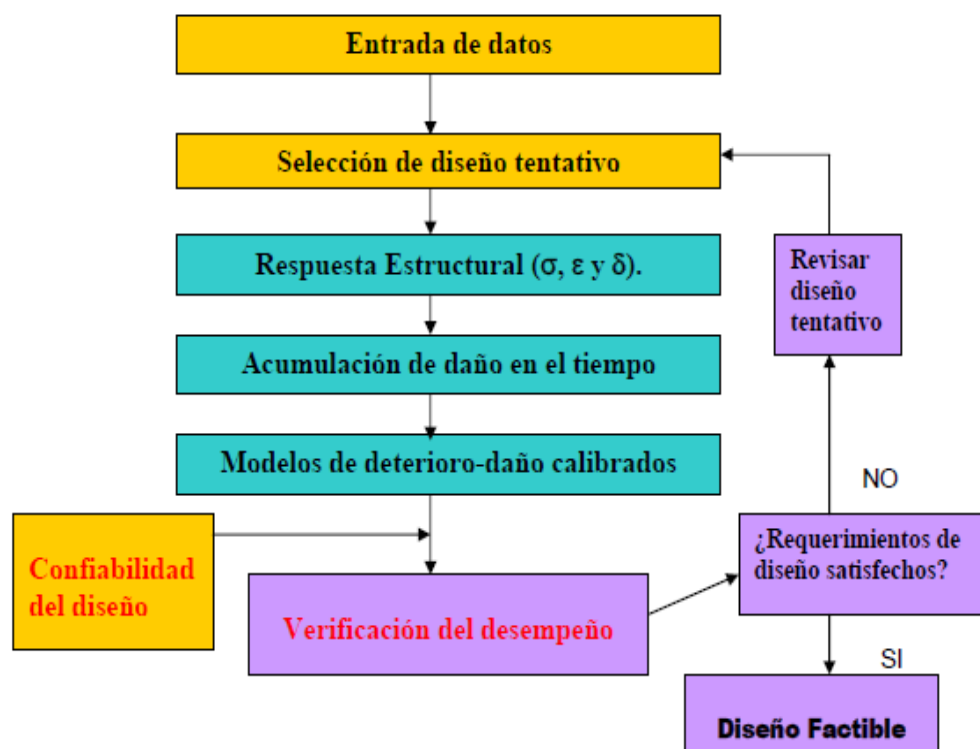 Entrada de datos
Selección de diseño tentativo
Respuesta Estructural (σ, ε y δ).
Revisar
diseño
tentativo
Acumulación de daño en el tiempo
Modelos de deterioro-daño calibrados
NO
Confiabilidad
del diseño
¿Requerimientos de
diseño satisfechos?
Verificación del desempeño
SI
Diseño Factible